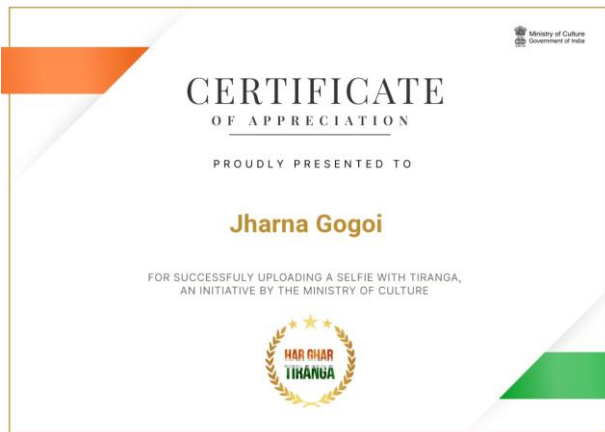 Ministry of Culture
Government of India
CERTIFICATE
OF APPRECIATION
PROUDLY PRESENTED TO
Jharna Gogoi
FOR SUCCESSFULY UPLOADING A SELFIE WITH TIRANGA,
AN INITIATIVE BY THE MINISTRY OF CULTURE
HAR GHAR
TIRANGA